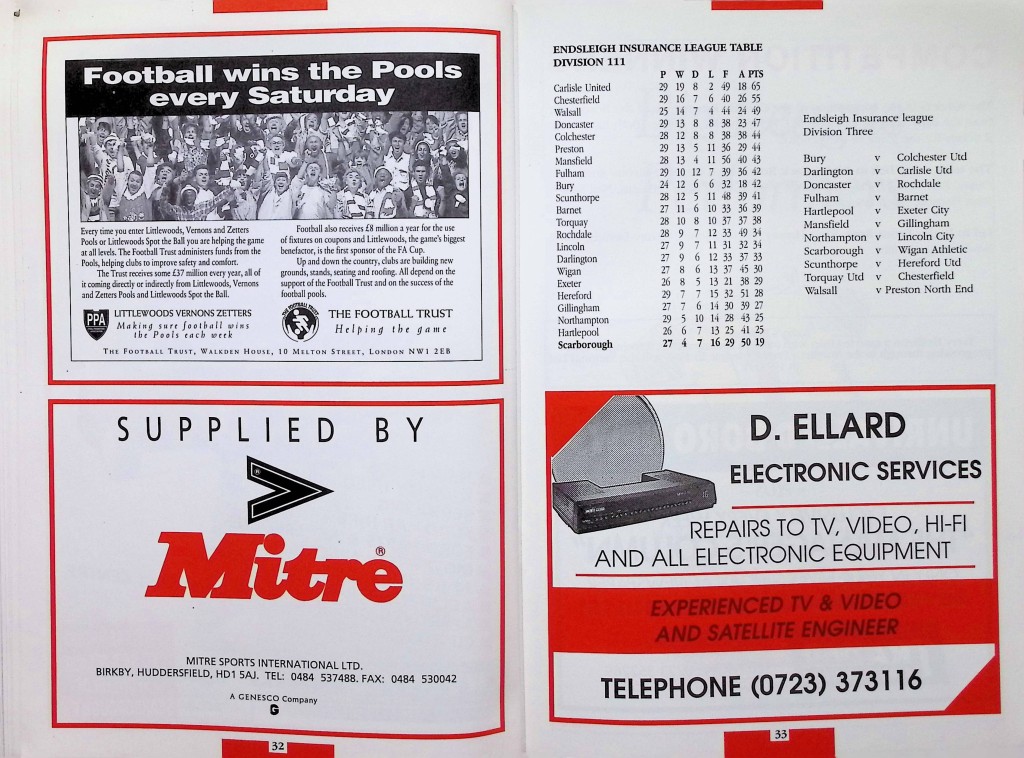 Football wins the Pools
every Saturday
Every time you enter Littlewoods, Vernons and Zetters
Pools or Littlewoods Spot the Ball you are helping the game
at all levels. The Football Trust administers funds from the
Pools, helping clubs to improve safety and comfort.
The Trust receives some £37 million every year, all of
it coming directly or indirectly from Littlewoods, Vernons
and Zetters Pools and Littlewoods Spot the Ball.
Football also receives £8 million a year for the use
of fixtures on coupons and Littlewoods, the game's biggest
benefactor, is the first sponsor of the FA Cup.
Up and down the country, clubs are building new
grounds, stands, seating and roofing. All depend on the
support of the Football Trust and on the success of the
football pools.
PPA
LITTLEWOODS VERNONS ZETTERS
Making sure football wins
the Pools each week
THE FOOTBALL TRUST
THE FOOTBALL TRUST
Helping the game
THE FOOTBALL TRUST, WALKDEN HOUSE, 10 MELTON STREET, LONDON NW1 2EB
SUPPLIED BY
®
Mitre®
MITRE SPORTS INTERNATIONAL LTD.
BIRKBY, HUDDERSFIELD, HD1 5AJ. TEL: 0484 537488. FAX: 0484 530042
A GENESCO Company
G
32
ENDSLEIGH INSURANCE LEAGUE TABLE
DIVISION 111
P W D L F A PTS
Carlisle United 29 19 8 2 49 18 65
Chesterfield 29 16 7 6 40 26 55
Walsall 25 14 7 4 44 24 49
Doncaster 29 13 8 8 38 23 47
Colchester 28 12 8 8 38 38 44
Preston 29 13 5 11 36 29 44
Mansfield 28 13 4 11 56 40 43
Fulham 29 10 12 7 39 36 42
Bury 24 12 6 6 32 18 42
Scunthorpe 28 12 5 11 48 39 41
Barnet 27 11 6 10 33 36 39
Torquay 28 10 8 10 37 37 38
Rochdale 28 9 7 12 33 49 34
Lincoln 27 9 7 11 31 32 34
Darlington 27 9 6 12 33 37 33
Wigan 27 8 6 13 37 45 30
Exeter 26 8 5 13 21 38 29
Hereford 29 7 7 15 32 51 28
Gillingham 27 7 6 14 30 39 27
Northampton 29 5 10 14 28 43 25
Hartlepool 26 6 7 13 25 41 25
Scarborough 27 4 7 16 29 50 19
Endsleigh Insurance league
Division Three
Bury v Colchester Utd
Darlington v Carlisle Utd
Doncaster v Rochdale
Fulham v Barnet
Hartlepool v Exeter City
Mansfield v Gillingham
Northampton v Lincoln City
Scarborough v Wigan Athletic
Scunthorpe v Hereford Utd
Torquay Utd v Chesterfield
Walsall v Preston North End
D. ELLARD
ELECTRONIC SERVICES
REPAIRS TO TV, VIDEO, HI-FI
AND ALL ELECTRONIC EQUIPMENT
EXPERIENCED TV & VIDEO
AND SATELLITE ENGINEER
TELEPHONE (0723) 373116
33